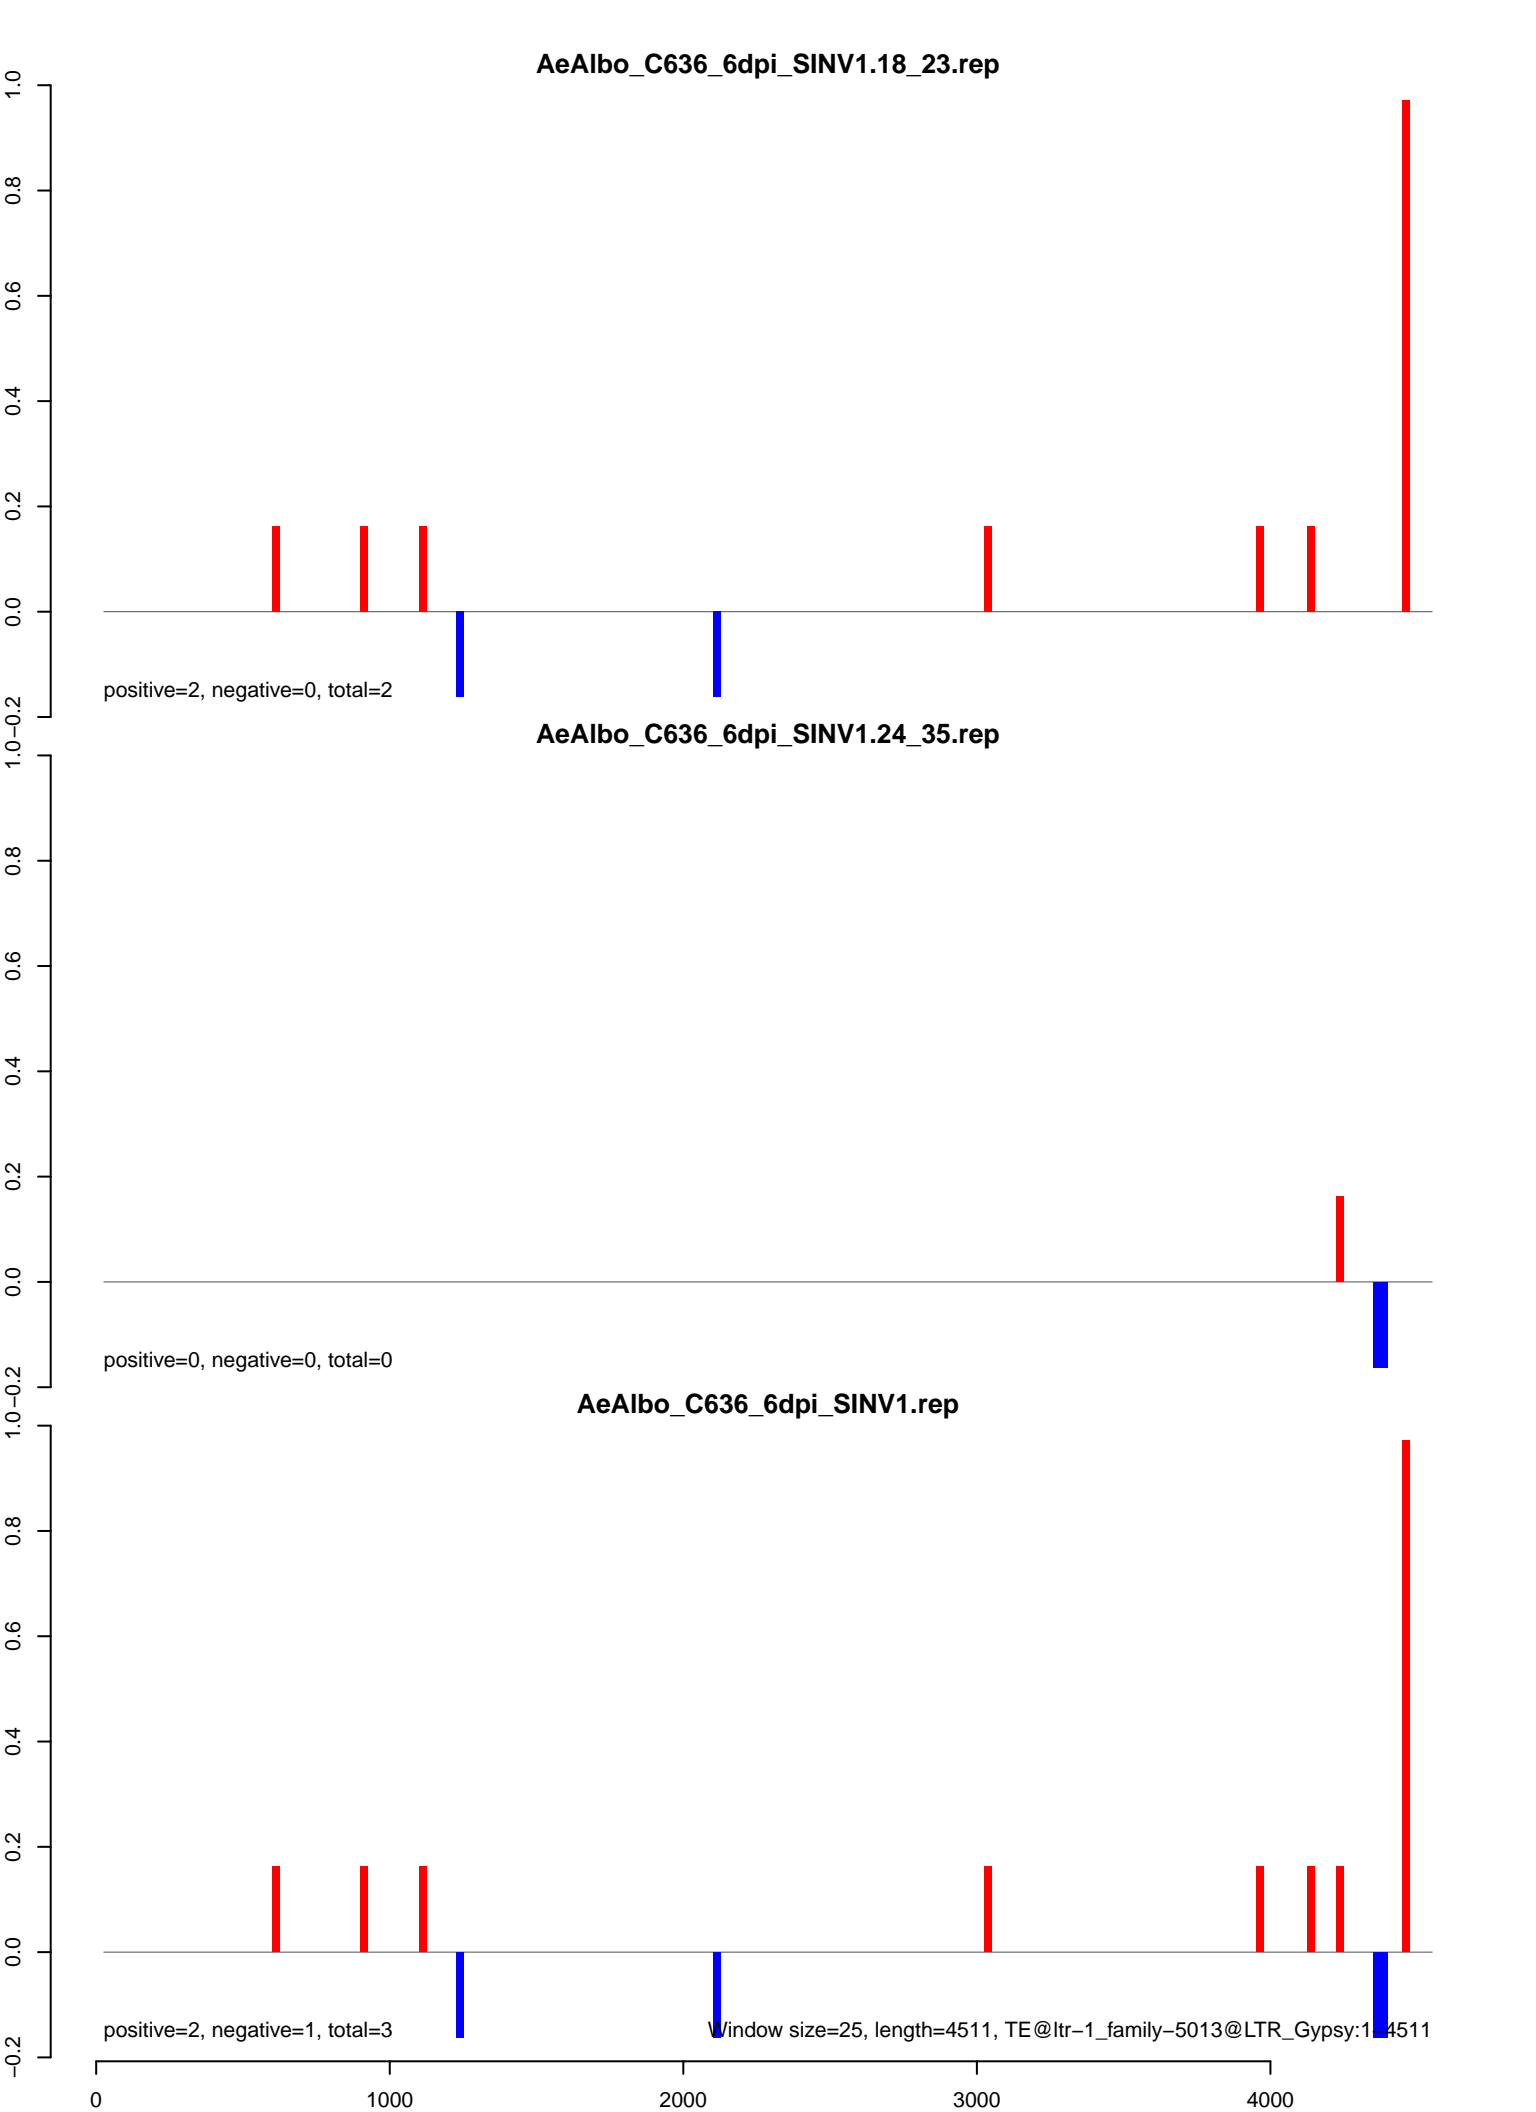 AeAlbo_C636_6dpi_SINV1.18_23.rep
1.0
0.8
0.6
0.4
0.2
0.0
−0.2
positive=2, negative=0, total=2
AeAlbo_C636_6dpi_SINV1.24_35.rep
1.0
0.8
0.6
0.4
0.2
0.0
−0.2
positive=0, negative=0, total=0
AeAlbo_C636_6dpi_SINV1.rep
1.0
0.8
0.6
0.4
0.2
0.0
−0.2
positive=2, negative=1, total=3
Window size=25, length=4511, TE@ltr−1_family−5013@LTR_Gypsy:1−4511
0 1000 2000 3000 4000